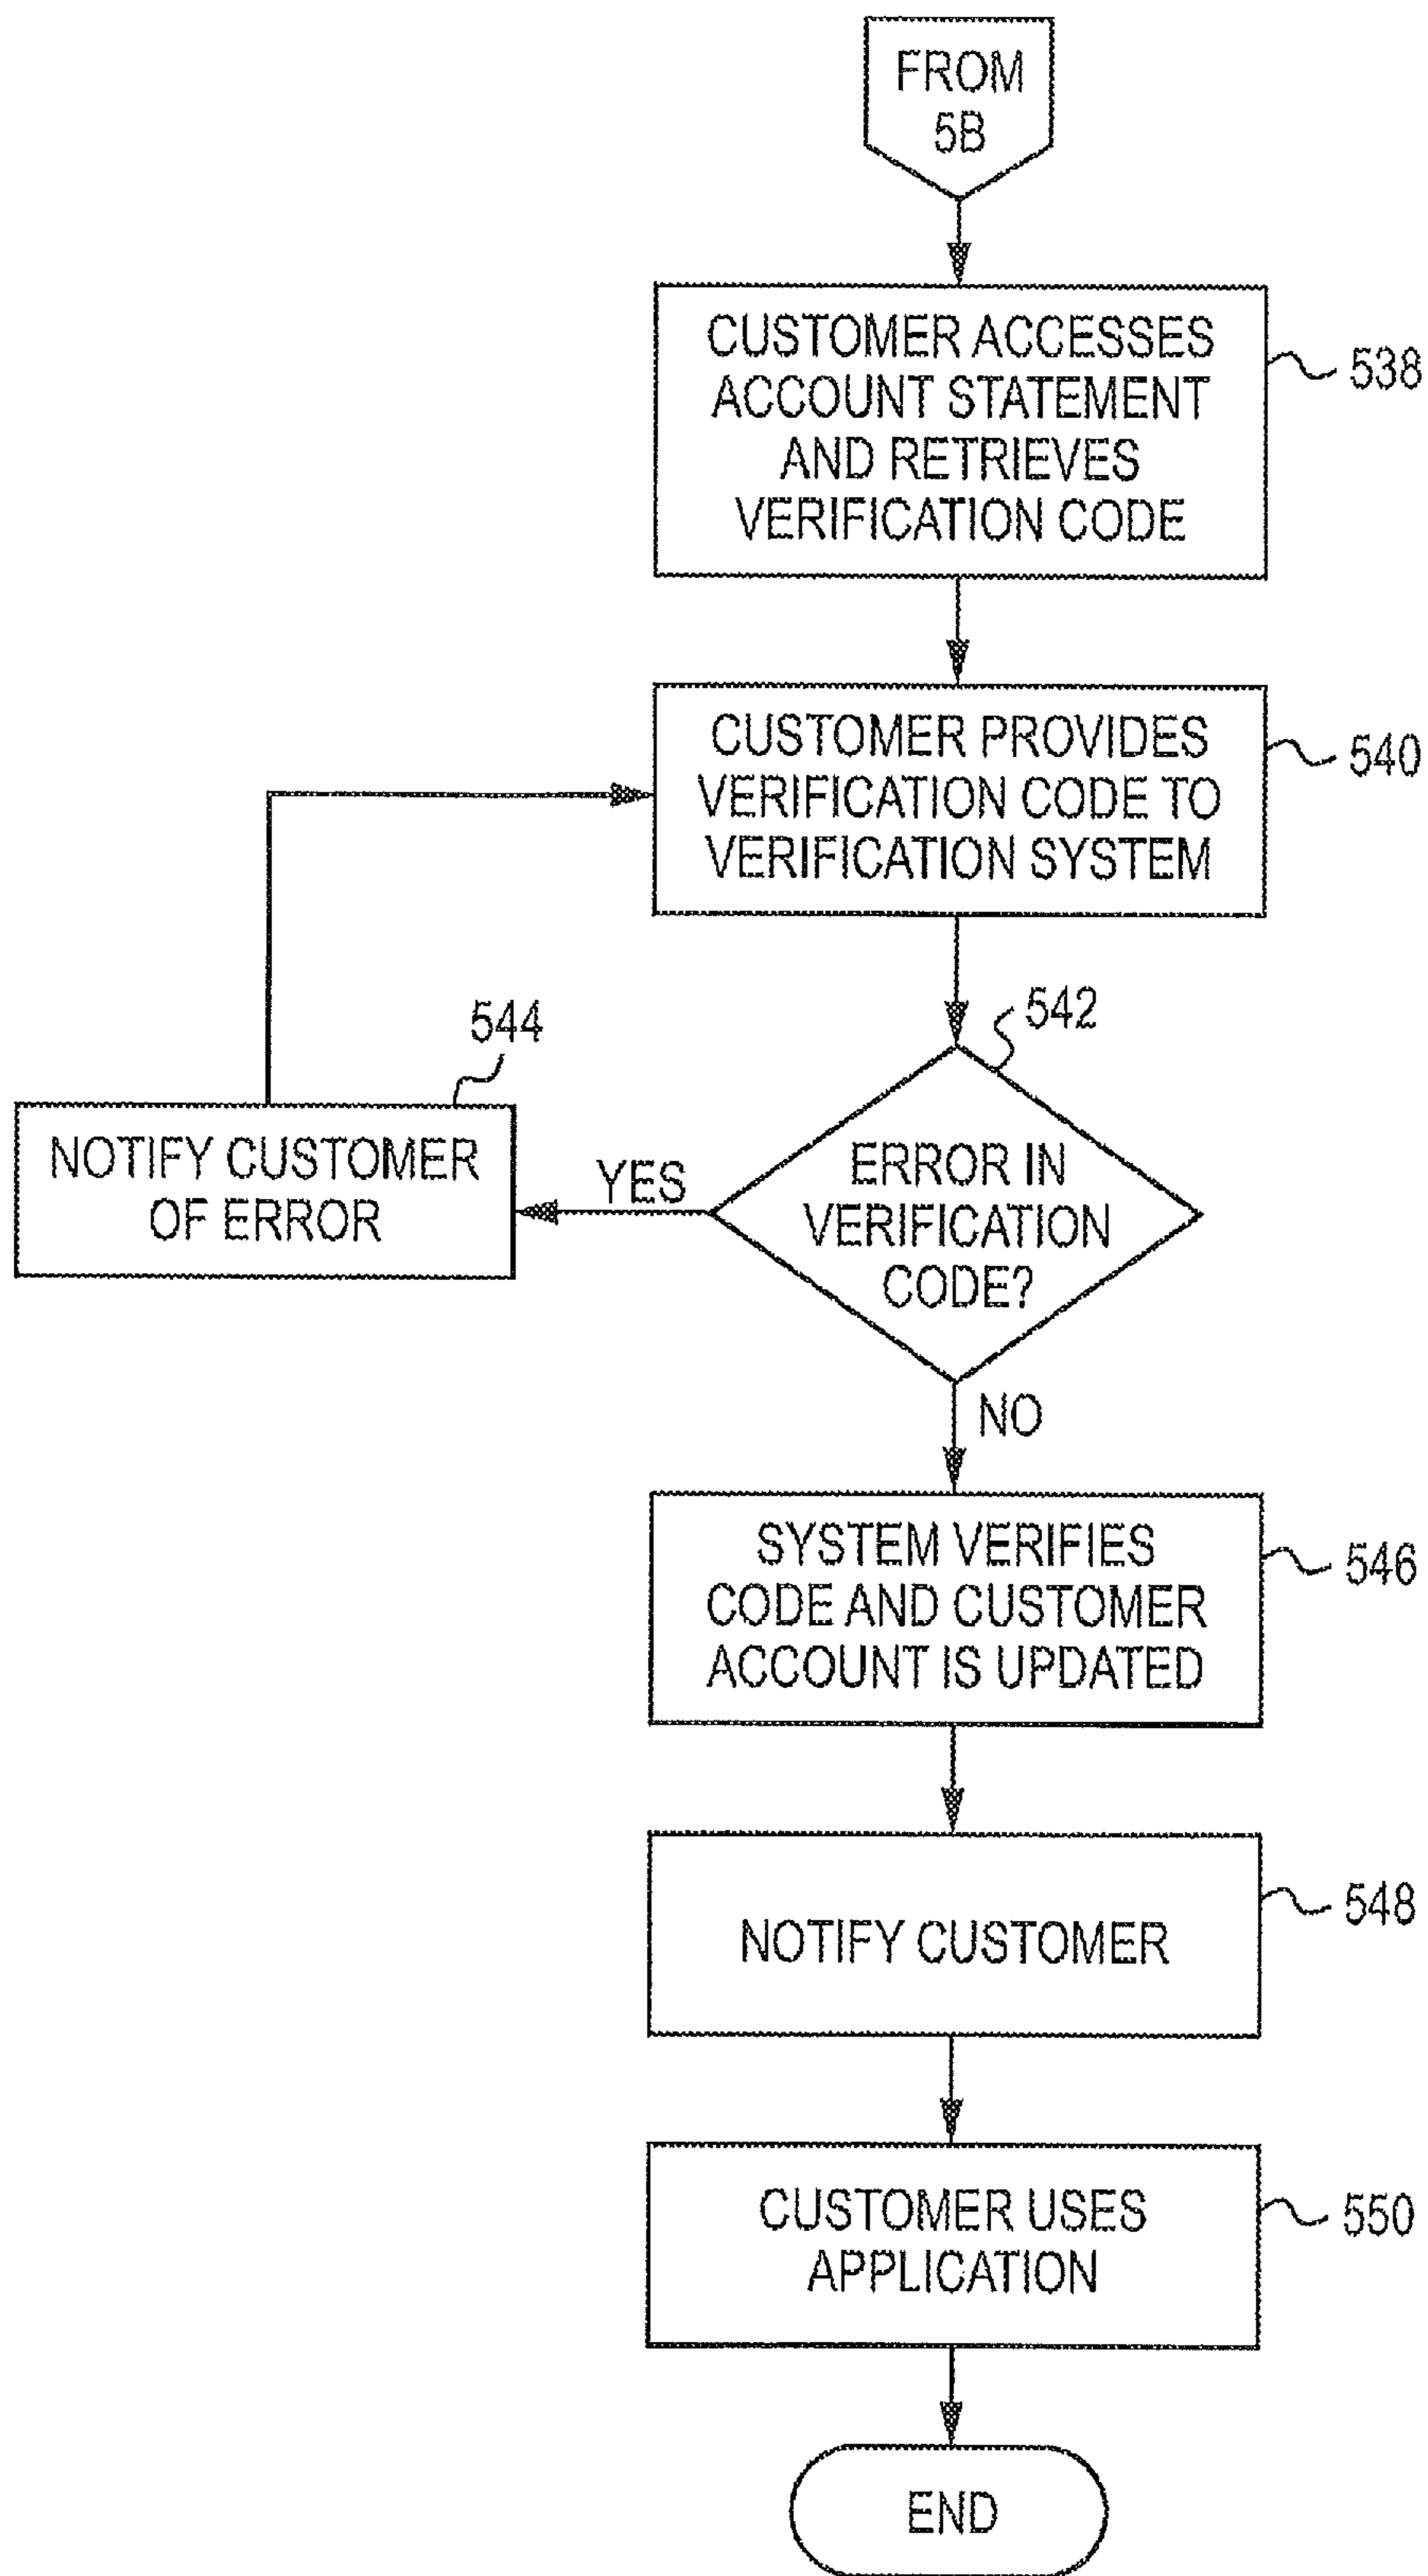 FROM
5B
CUSTOMER ACCESSES
ACCOUNT STATEMENT
AND RETRIEVES
VERIFICATION CODE
538
CUSTOMER PROVIDES
VERIFICATION CODE TO
VERIFICATION SYSTEM
540
542
ERROR IN
VERIFICATION
CODE?
YES
544
NOTIFY CUSTOMER
OF ERROR
NO
SYSTEM VERIFIES
CODE AND CUSTOMER
ACCOUNT IS UPDATED
546
NOTIFY CUSTOMER
548
CUSTOMER USES
APPLICATION
550
END